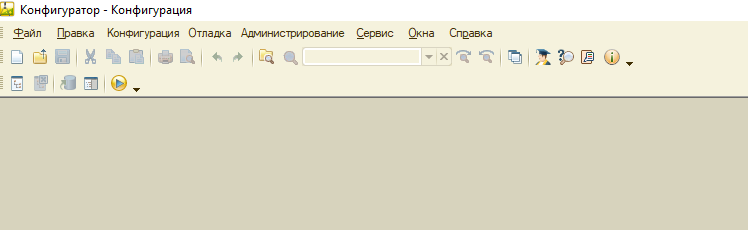 Конфигуратор - Конфигурация
Файл Правка Конфигурация Отладка Администрирование Сервис Окна Справка